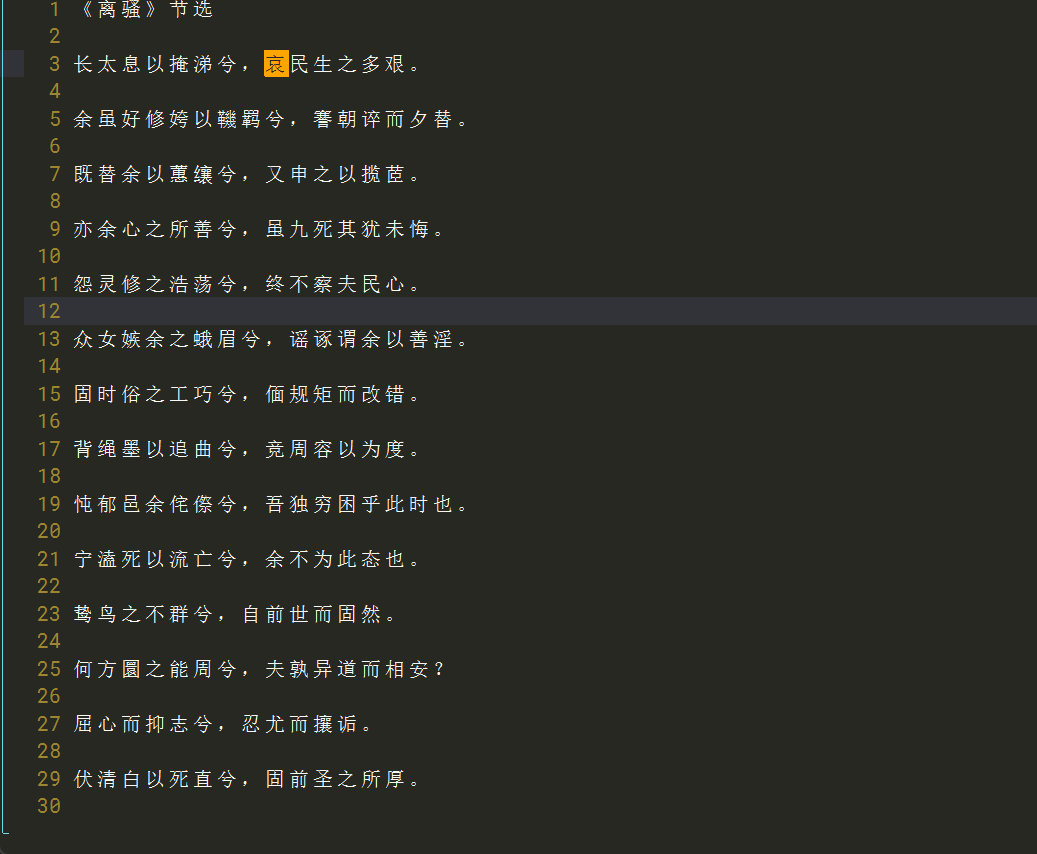 1 《离骚》节选
2
3 长太息以掩涕兮，哀民生之多艰。
4
5 余虽好修姱以鞿羁兮，謇朝谇而夕替。
6
7 既替余以蕙纕兮，又申之以揽茝。
8
9 亦余心之所善兮，虽九死其犹未悔。
10
11 怨灵修之浩荡兮，终不察夫民心。
12
13 众女嫉余之蛾眉兮，谣诼谓余以善淫。
14
15 固时俗之工巧兮，偭规矩而改错。
16
17 背绳墨以追曲兮，竞周容以为度。
18
19 忳郁邑余侘傺兮，吾独穷困乎此时也。
20
21 宁溘死以流亡兮，余不为此态也。
22
23 鸷鸟之不群兮，自前世而固然。
24
25 何方圜之能周兮，夫孰异道而相安？
26
27 屈心而抑志兮，忍尤而攘诟。
28
29 伏清白以死直兮，固前圣之所厚。
30